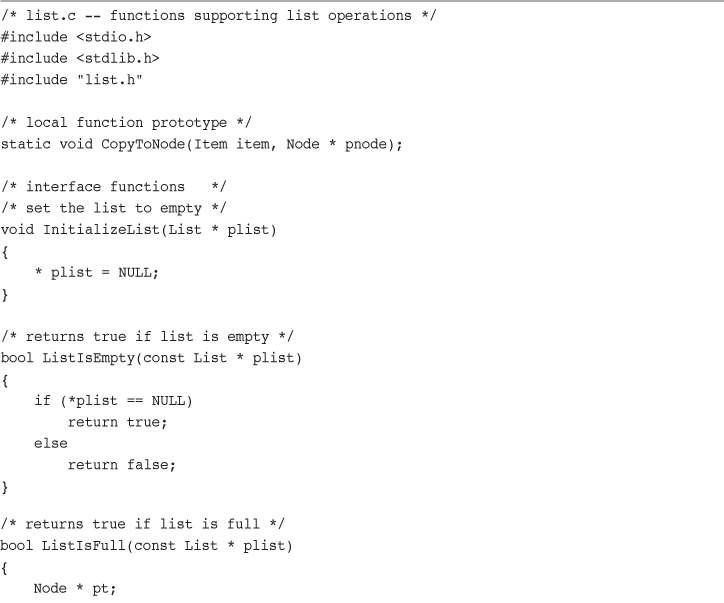 /* list.c -- functions supporting list operations */
#include <stdio.h>
#include <stdlib.h>
#include "list.h"

/* local function prototype */
static void CopyToNode(Item item, Node * pnode);

/* interface functions   */
/* set the list to empty */
void InitializeList(List * plist)
{
    * plist = NULL;
}

/* returns true if list is empty */
bool ListIsEmpty(const List * plist)
{
    if (*plist == NULL)
        return true;
    else
        return false;
}

/* returns true if list is full */
bool ListIsFull(const List * plist)
{
    Node * pt;